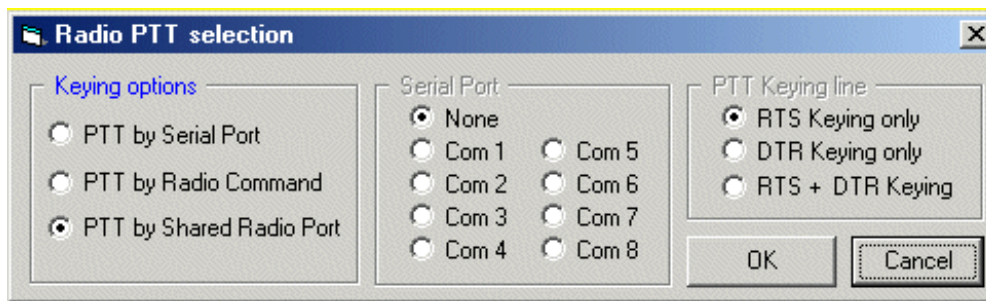 Radio PTT selection
Keying options
PTT by Serial Port
PTT by Radio Command
PTT by Shared Radio Port
Serial Port
None
Com 1
Com 2
Com 3
Com 4
Com 5
Com 6
Com 7
Com 8
PTT Keying line
RTS Keying only
DTR Keying only
RTS + DTR Keying
OK
Cancel